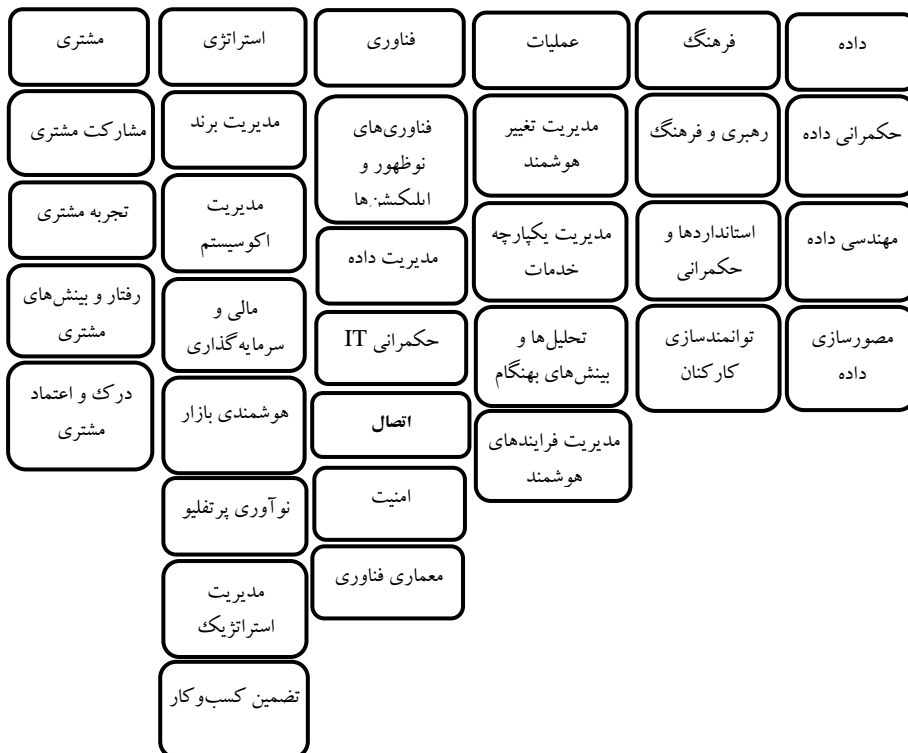 داده
حکمرانی داده
مهندسی داده
مصورسازی
داده
فرهنگ
رهبری و فرهنگ
استانداردها و
حکمرانی
توانمندسازی
کارکنان
عملیات
مدیریت تغییر
هوشمند
مدیریت یکپارچه
خدمات
تحلیل‌ها و
بینش‌های بهنگام
مدیریت فرایندهای
هوشمند
فناوری
فناوری‌های
نوظهور و
اپلیکیشن‌ها
مدیریت داده
حکمرانی IT
اتصال
امنیت
معماری فناوری
استراتژی
مدیریت برند
مدیریت
اکوسیستم
مالی و
سرمایه‌گذاری
هوشمندی بازار
نوآوری پرتفلیو
مدیریت
استراتژیک
تضمین کسب‌وکار
مشتری
مشارکت مشتری
تجربه مشتری
رفتار و بینش‌های
مشتری
درک و اعتماد
مشتری